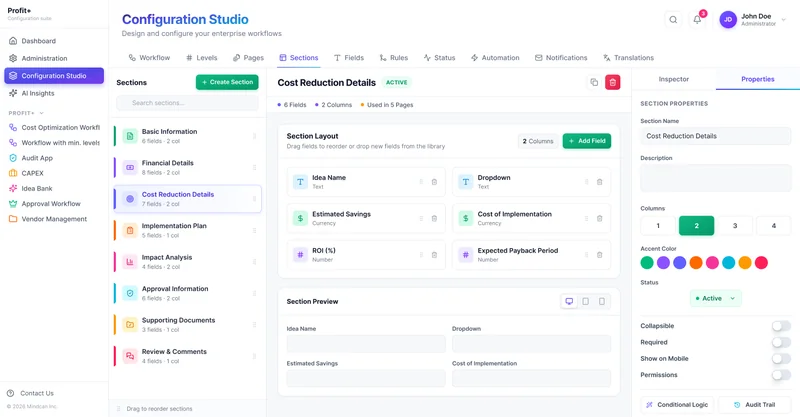 Profit+
Configuration suite
Dashboard
Administration
Configuration Studio
AI Insights
PROFIT+
Cost Optimization Workfl
Workflow with min. levels
Audit App
CAPEX
Idea Bank
Approval Workflow
Vendor Management
Contact Us
© 2026 Mindcan Inc.
Configuration Studio
Design and configure your enterprise workflows
3
JD
John Doe
Administrator
Workflow
Levels
Pages
Sections
Fields
Rules
Status
Automation
Notifications
Translations
Sections
+ Create Section
Search sections...
Basic Information
6 fields · 2 col
Financial Details
8 fields · 2 col
Cost Reduction Details
7 fields · 2 col
Implementation Plan
5 fields · 1 col
Impact Analysis
4 fields · 2 col
Approval Information
6 fields · 2 col
Supporting Documents
3 fields · 1 col
Review & Comments
4 fields · 1 col
Drag to reorder sections
Cost Reduction Details
ACTIVE
6 Fields
2 Columns
Used in 5 Pages
Section Layout
Drag fields to reorder or drop new fields from the library
2 Columns
+ Add Field
Idea Name
Text
Dropdown
Text
Estimated Savings
Currency
Cost of Implementation
Currency
ROI (%)
Number
Expected Payback Period
Number
Section Preview
Idea Name
Dropdown
Estimated Savings
Cost of Implementation
Inspector
Properties
SECTION PROPERTIES
Section Name
Cost Reduction Details
Description
Columns
1
2
3
4
Accent Color
Status
Active
Collapsible
Required
Show on Mobile
Permissions
Conditional Logic
Audit Trail